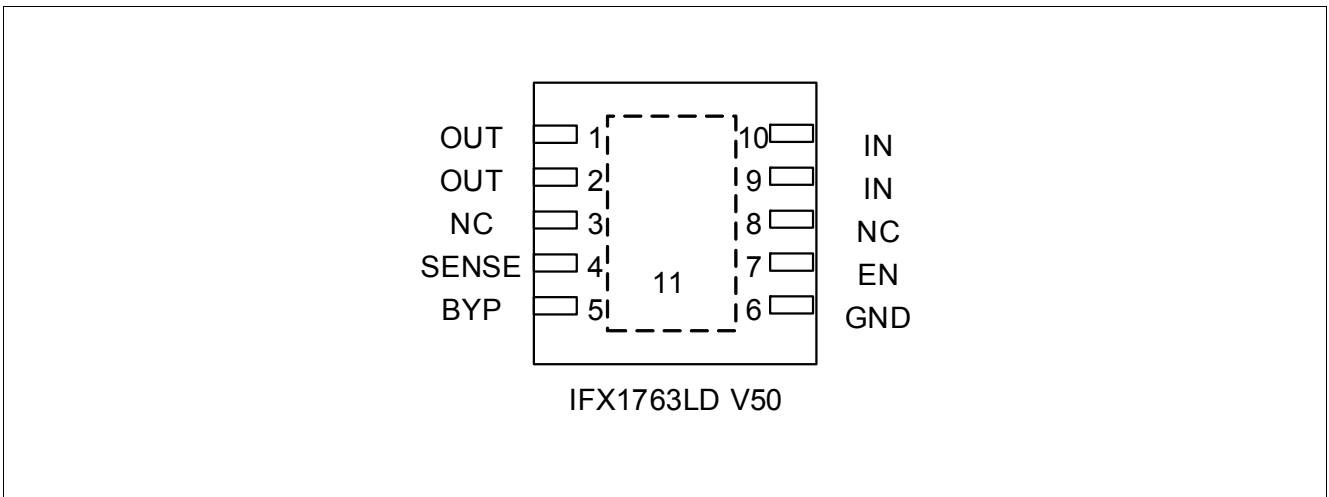 OUT 1 10 IN
OUT 2 9 IN
NC 3 8 NC
SENSE 4 7 EN
11
BYP 5 6 GND
IFX1763LD V50